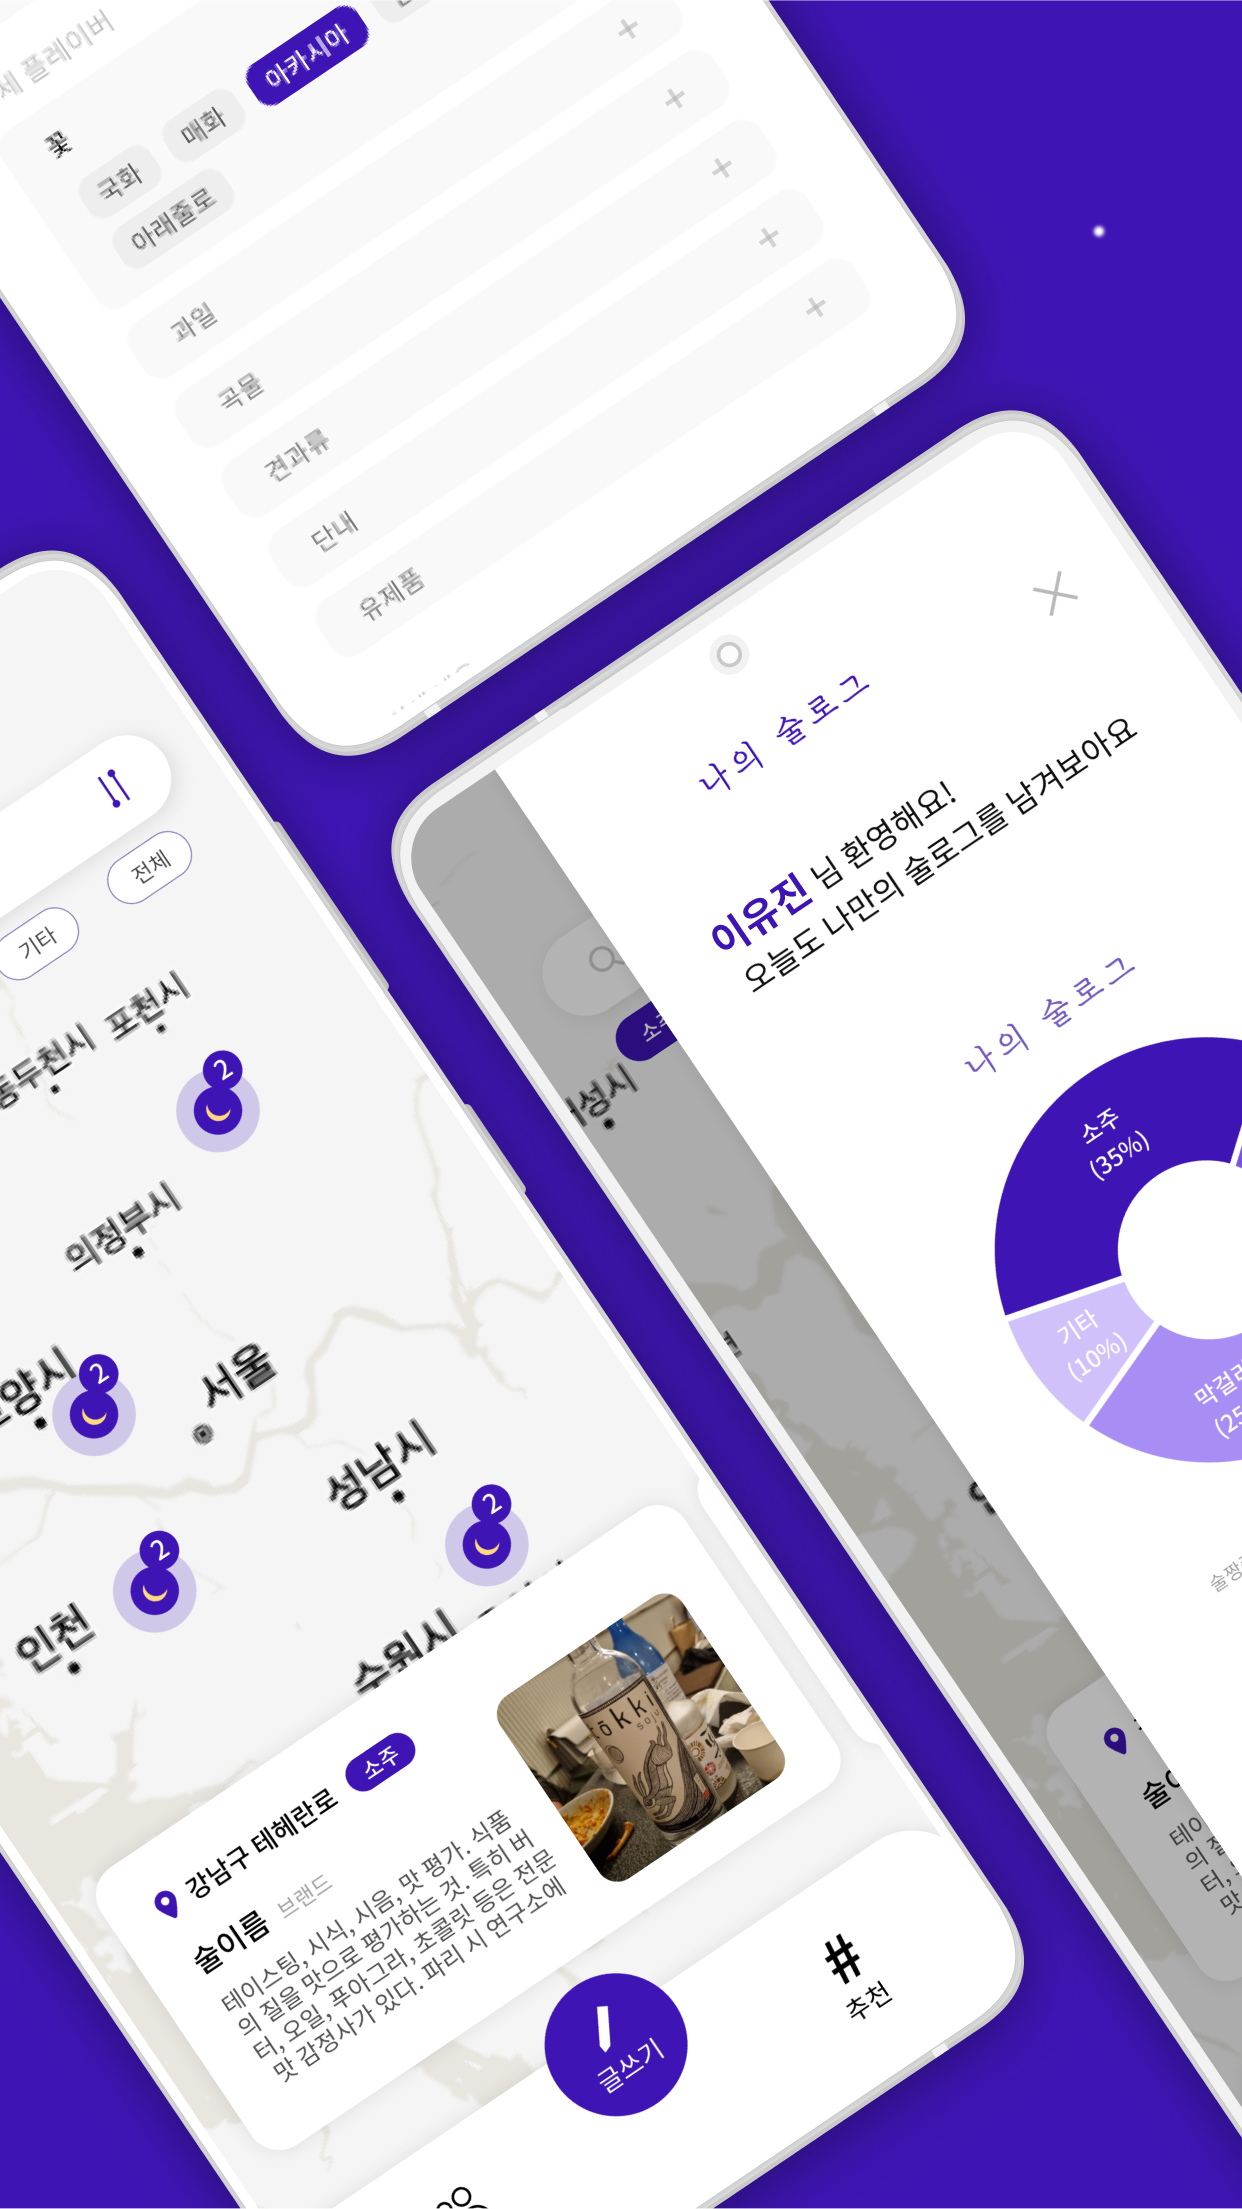 세 플레이버
꽃
국화
매화
아카시아
아래줄로
과일
곡물
견과류
단내
유제품
전체
기타
동두천시
포천시
2
의정부시
양시
2
서울
성남시
2
2
인천
수원시
강남구 테헤란로
소주
술이름
브랜드
테이스팅, 시식, 시음, 맛 평가. 식품
의 질을 맛으로 평가하는 것. 특히 버
터, 오일, 푸아그라, 초콜릿 등은 전문
맛 감정사가 있다. 파리 시 연구소에
tōkki
soju
글쓰기
#
추천
나의 술로그
이유진 님 환영해요!
오늘도 나만의 술로그를 남겨보아요
나의 술로그
소주
(35%)
기타
(10%)
막걸리
(25
술짱
소주
성시
술이
테이
의 질
터,
맛